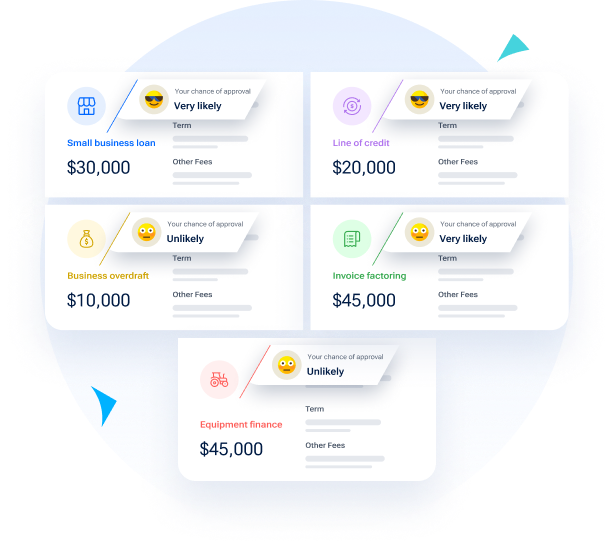 Your chance of approval
Very likely
Term
Small business loan
$30,000
Other Fees
Your chance of approval
Very likely
Term
Line of credit
$20,000
Other Fees
Your chance of approval
Unlikely
Term
Business overdraft
$10,000
Other Fees
Your chance of approval
Very likely
Term
Invoice factoring
$45,000
Other Fees
Your chance of approval
Unlikely
Term
Equipment finance
$45,000
Other Fees